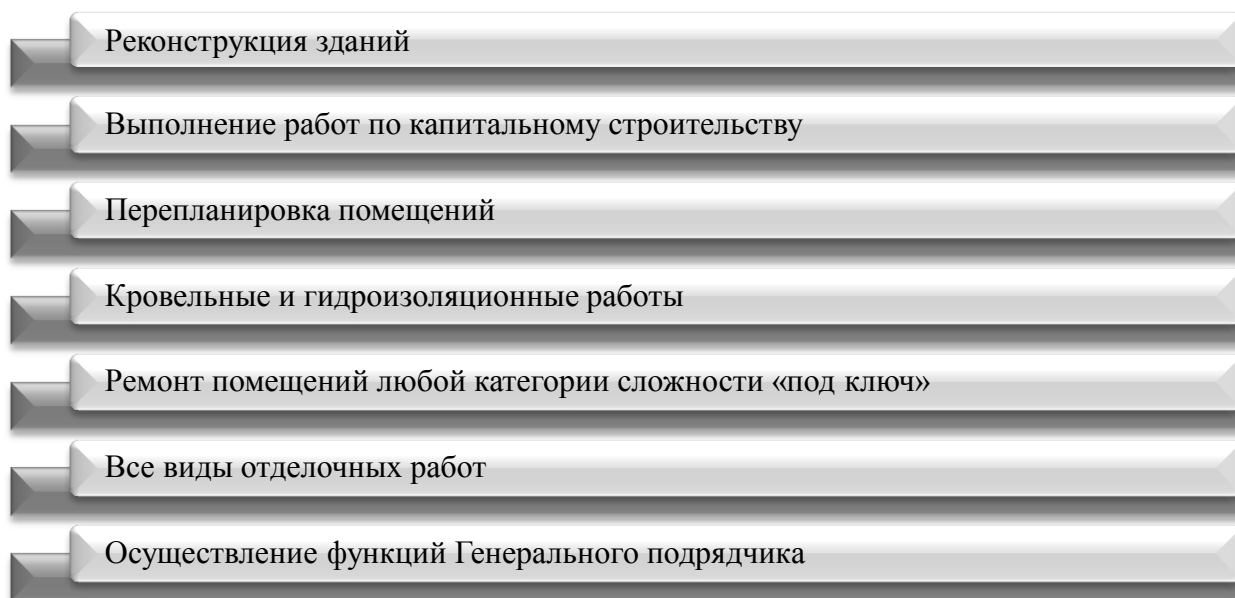 Реконструкция зданий
Выполнение работ по капитальному строительству
Перепланировка помещений
Кровельные и гидроизоляционные работы
Ремонт помещений любой категории сложности «под ключ»
Все виды отделочных работ
Осуществление функций Генерального подрядчика